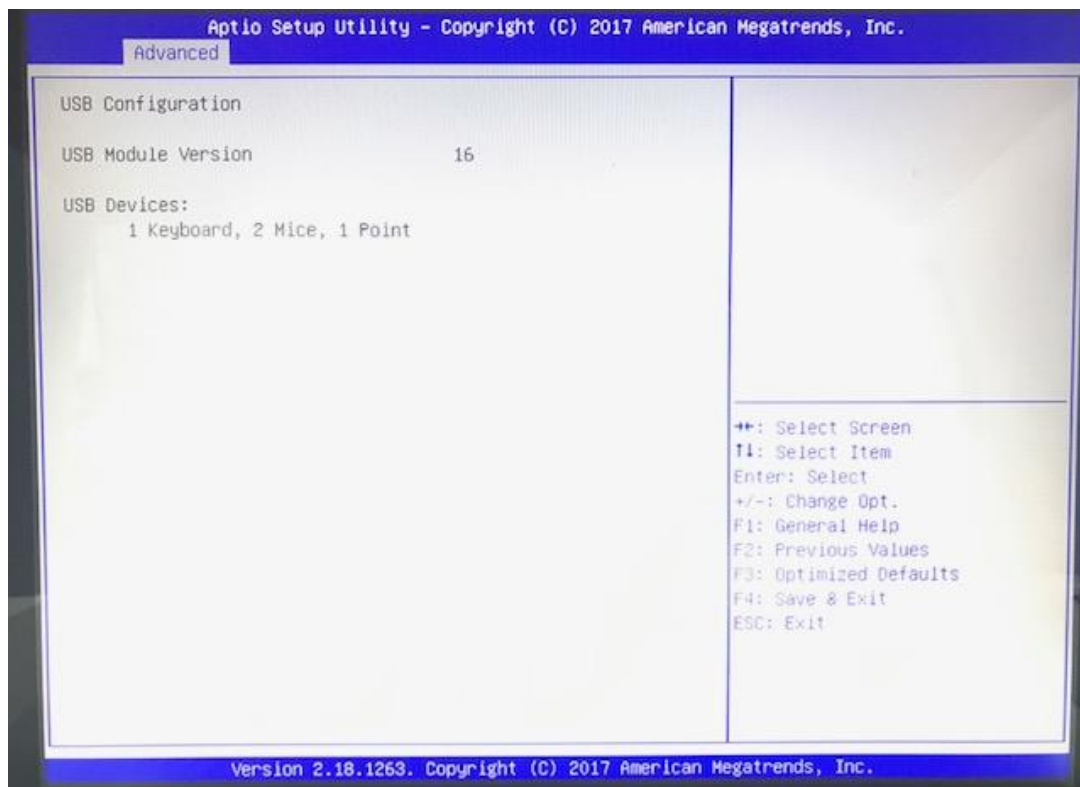 Aptio Setup Utility – Copyright (C) 2017 American Megatrends, Inc.
Advanced
USB Configuration
USB Module Version 16
USB Devices:
1 Keyboard, 2 Mice, 1 Point
→←: Select Screen
↑↓: Select Item
Enter: Select
+/-: Change Opt.
F1: General Help
F2: Previous Values
F3: Optimized Defaults
F4: Save & Exit
ESC: Exit
Version 2.18.1263. Copyright (C) 2017 American Megatrends, Inc.